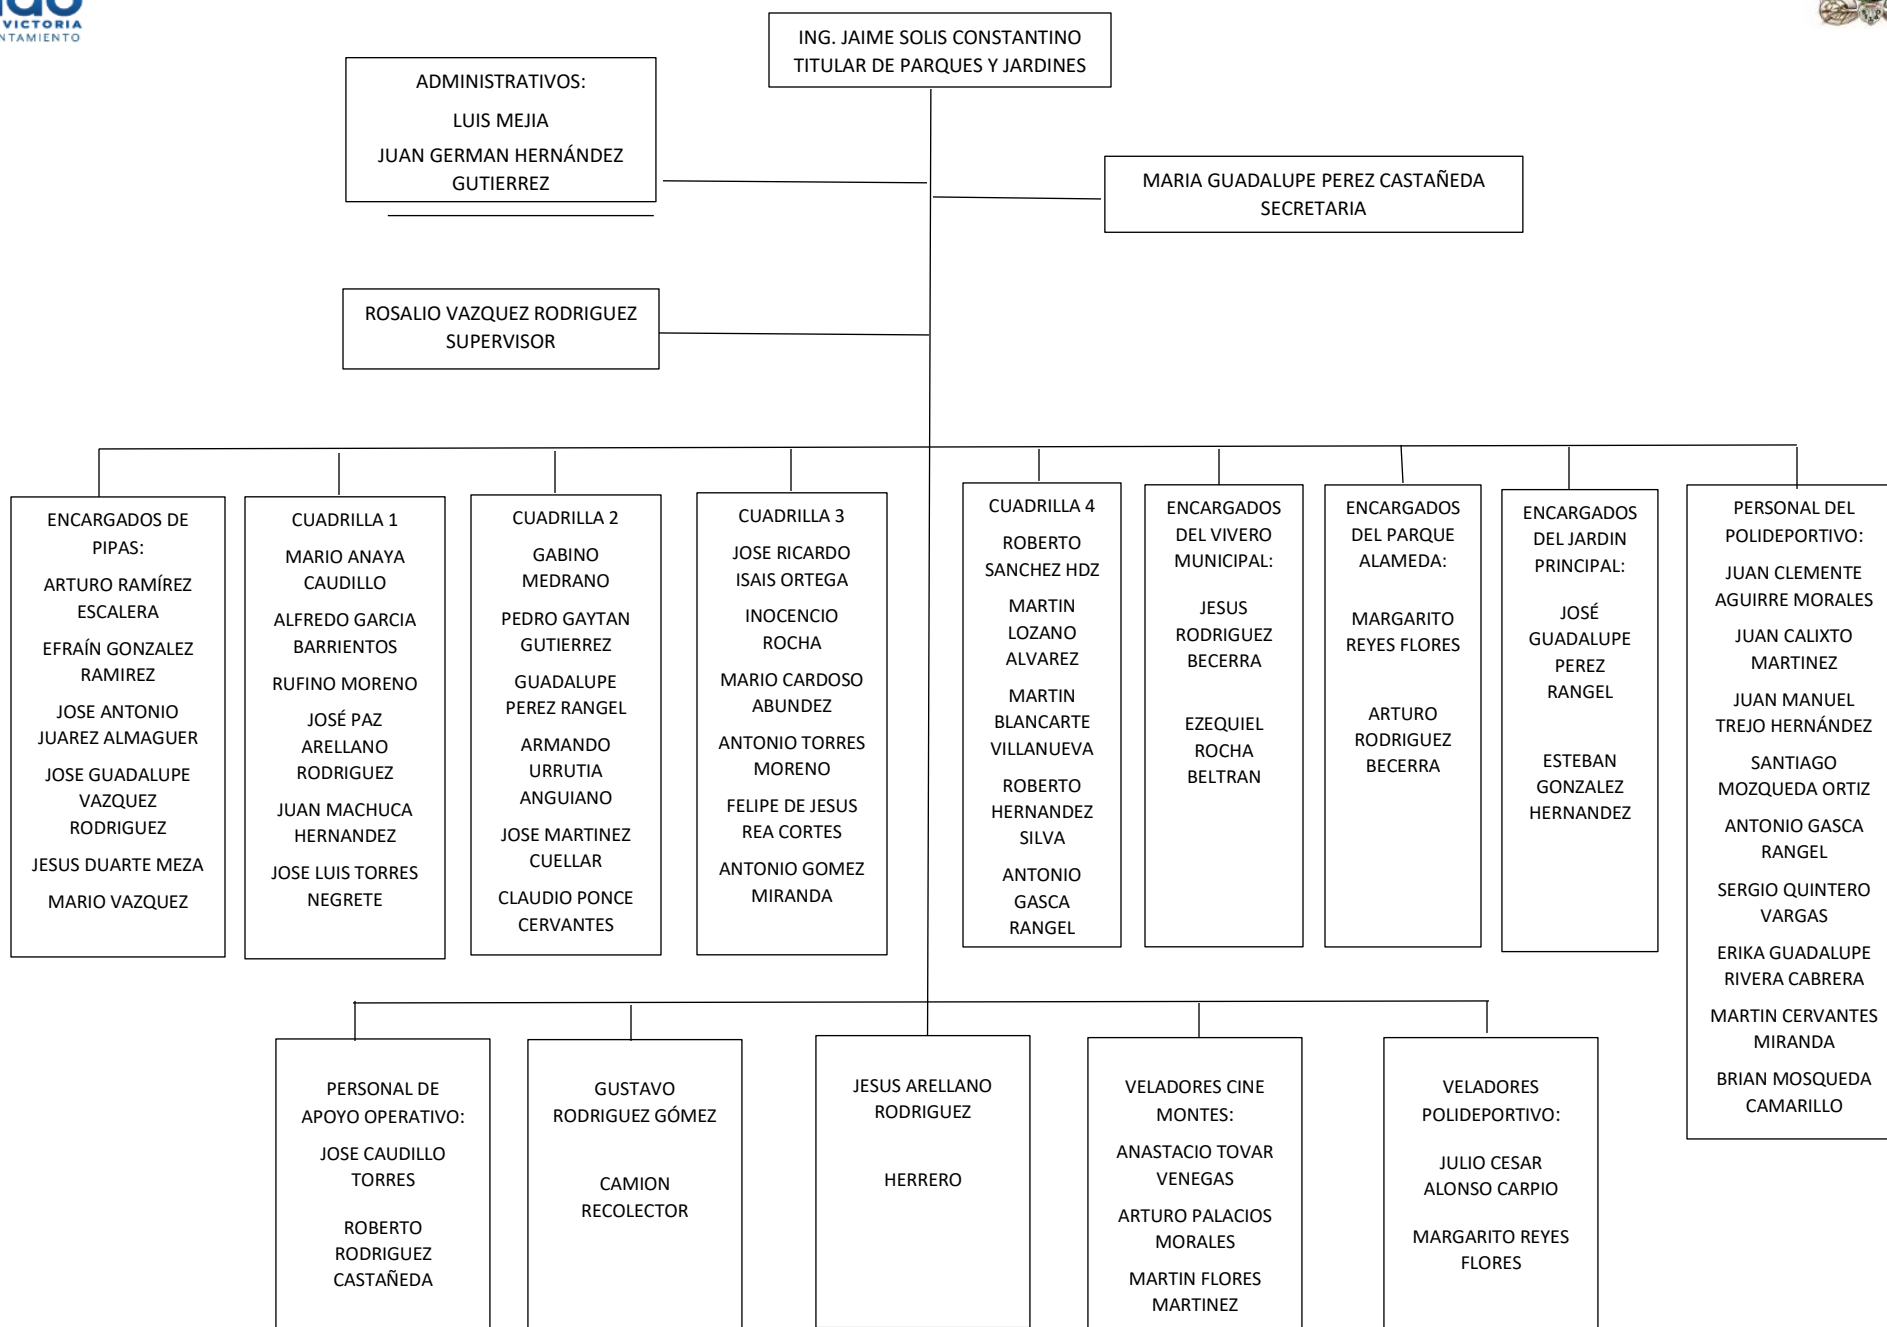 VICTORIA
ING. JAIME SOLIS CONSTANTINO
TITULAR DE PARQUES Y JARDINES
ADMINISTRATIVOS:
LUIS MEJIA
JUAN GERMAN HERNÁNDEZ
GUTIERREZ
MARIA GUADALUPE PEREZ CASTAÑEDA
SECRETARIA
ROSALIO VAZQUEZ RODRIGUEZ
SUPERVISOR
ENCARGADOS DE
PIPAS:
ARTURO RAMÍREZ
ESCALERA
EFRAÍN GONZALEZ
RAMIREZ
JOSE ANTONIO
JUAREZ ALMAGUER
JOSE GUADALUPE
VAZQUEZ
RODRIGUEZ
JESUS DUARTE MEZA
MARIO VAZQUEZ
CUADRILLA 1
MARIO ANAYA
CAUDILLO
ALFREDO GARCIA
BARRIENTOS
RUFINO MORENO
JOSÉ PAZ
ARELLANO
RODRIGUEZ
JUAN MACHUCA
HERNANDEZ
JOSE LUIS TORRES
NEGRETE
CUADRILLA 2
GABINO
MEDRANO
PEDRO GAYTAN
GUTIERREZ
GUADALUPE
PEREZ RANGEL
ARMANDO
URRUTIA
ANGUIANO
JOSE MARTINEZ
CUELLAR
CLAUDIO PONCE
CERVANTES
CUADRILLA 3
JOSE RICARDO
ISAIS ORTEGA
INOCENCIO
ROCHA
MARIO CARDOSO
ABUNDEZ
ANTONIO TORRES
MORENO
FELIPE DE JESUS
REA CORTES
ANTONIO GOMEZ
MIRANDA
CUADRILLA 4
ROBERTO
SANCHEZ HDZ
MARTIN
LOZANO
ALVAREZ
MARTIN
BLANCARTE
VILLANUEVA
ROBERTO
HERNANDEZ
SILVA
ANTONIO
GASCA
RANGEL
ENCARGADOS
DEL VIVERO
MUNICIPAL:
JESUS
RODRIGUEZ
BECERRA
EZEQUIEL
ROCHA
BELTRAN
ENCARGADOS
DEL PARQUE
ALAMEDA:
MARGARITO
REYES FLORES
ARTURO
RODRIGUEZ
BECERRA
ENCARGADOS
DEL JARDIN
PRINCIPAL:
JOSÉ
GUADALUPE
PEREZ
RANGEL
ESTEBAN
GONZALEZ
HERNANDEZ
PERSONAL DEL
POLIDEPORTIVO:
JUAN CLEMENTE
AGUIRRE MORALES
JUAN CALIXTO
MARTINEZ
JUAN MANUEL
TREJO HERNÁNDEZ
SANTIAGO
MOZQUEDA ORTIZ
ANTONIO GASCA
RANGEL
SERGIO QUINTERO
VARGAS
ERIKA GUADALUPE
RIVERA CABRERA
MARTIN CERVANTES
MIRANDA
BRIAN MOSQUEDA
CAMARILLO
PERSONAL DE
APOYO OPERATIVO:
JOSE CAUDILLO
TORRES
ROBERTO
RODRIGUEZ
CASTAÑEDA
GUSTAVO
RODRIGUEZ GÓMEZ
CAMION
RECOLECTOR
JESUS ARELLANO
RODRIGUEZ
HERRERO
VELADORES CINE
MONTES:
ANASTACIO TOVAR
VENEGAS
ARTURO PALACIOS
MORALES
MARTIN FLORES
MARTINEZ
VELADORES
POLIDEPORTIVO:
JULIO CESAR
ALONSO CARPIO
MARGARITO REYES
FLORES